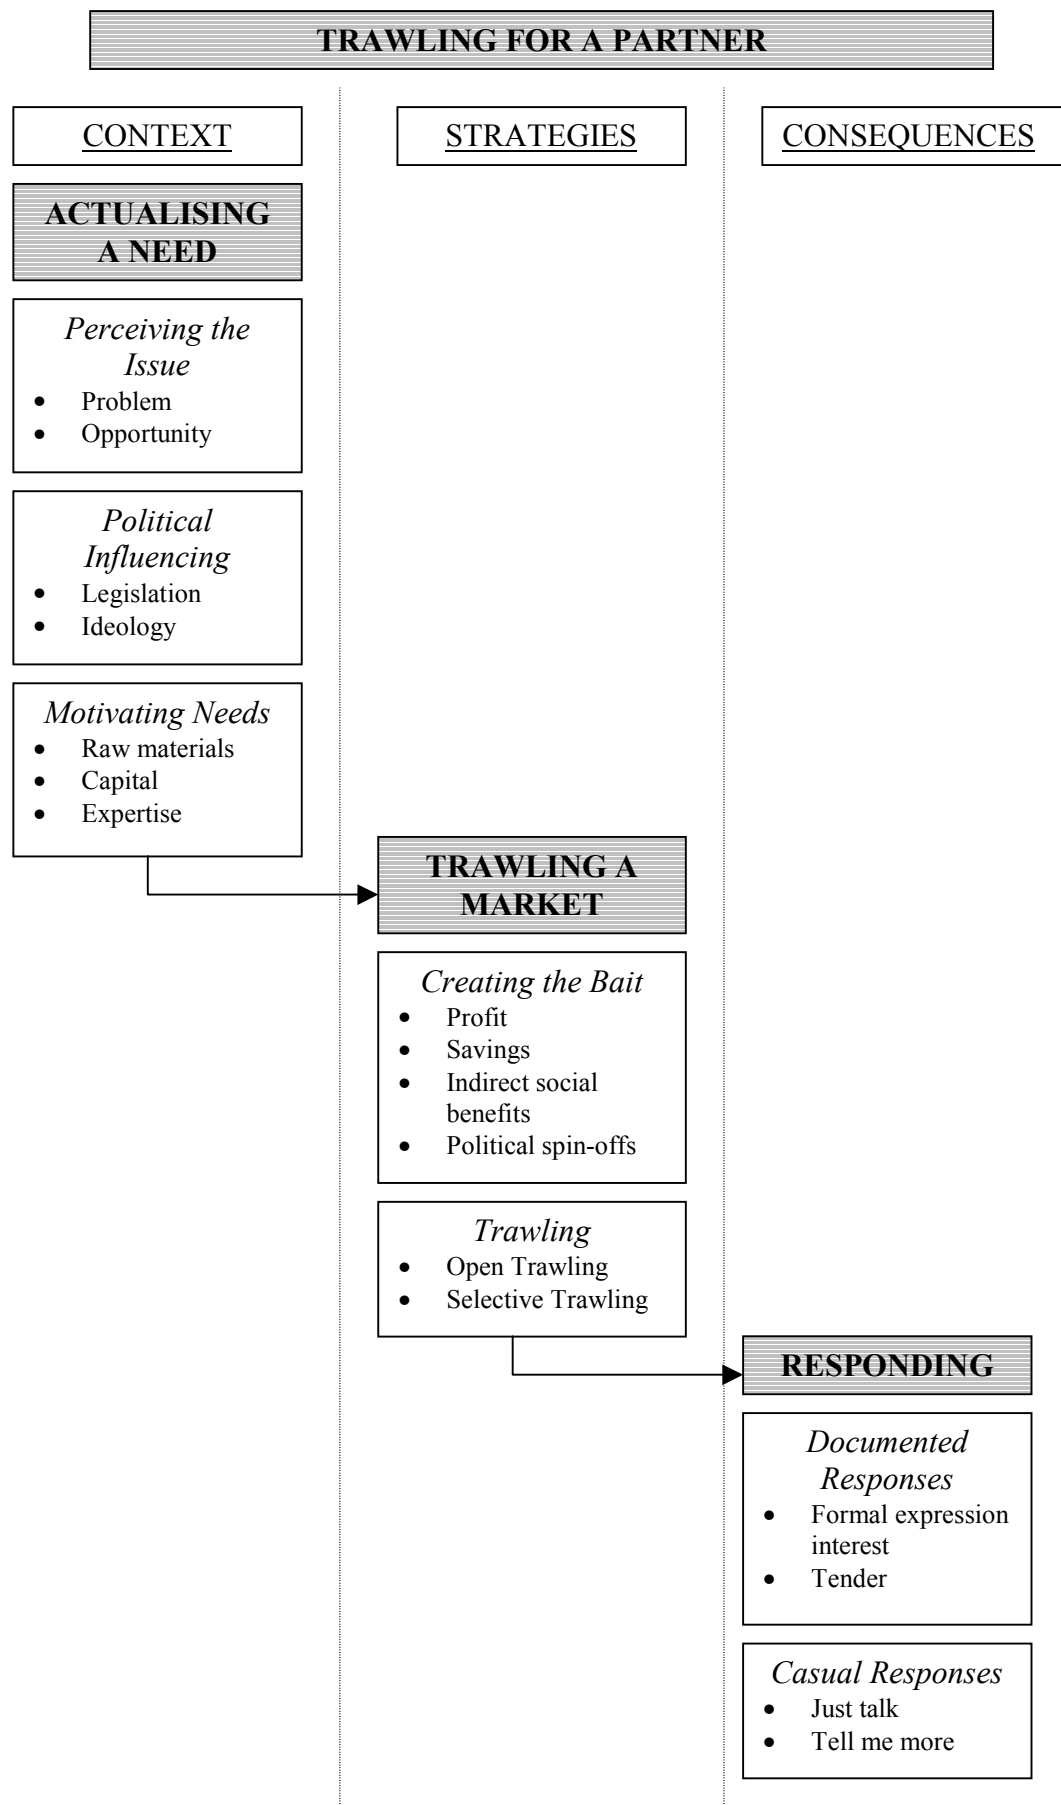 TRAWLING FOR A PARTNER
CONTEXT
STRATEGIES
CONSEQUENCES
ACTUALISING
A NEED
Perceiving the
Issue
• Problem
• Opportunity
Political
Influencing
• Legislation
• Ideology
Motivating Needs
• Raw materials
• Capital
• Expertise
TRAWLING A
MARKET
Creating the Bait
• Profit
• Savings
• Indirect social
benefits
• Political spin-offs
Trawling
• Open Trawling
• Selective Trawling
RESPONDING
Documented
Responses
• Formal expression
interest
• Tender
Casual Responses
• Just talk
• Tell me more